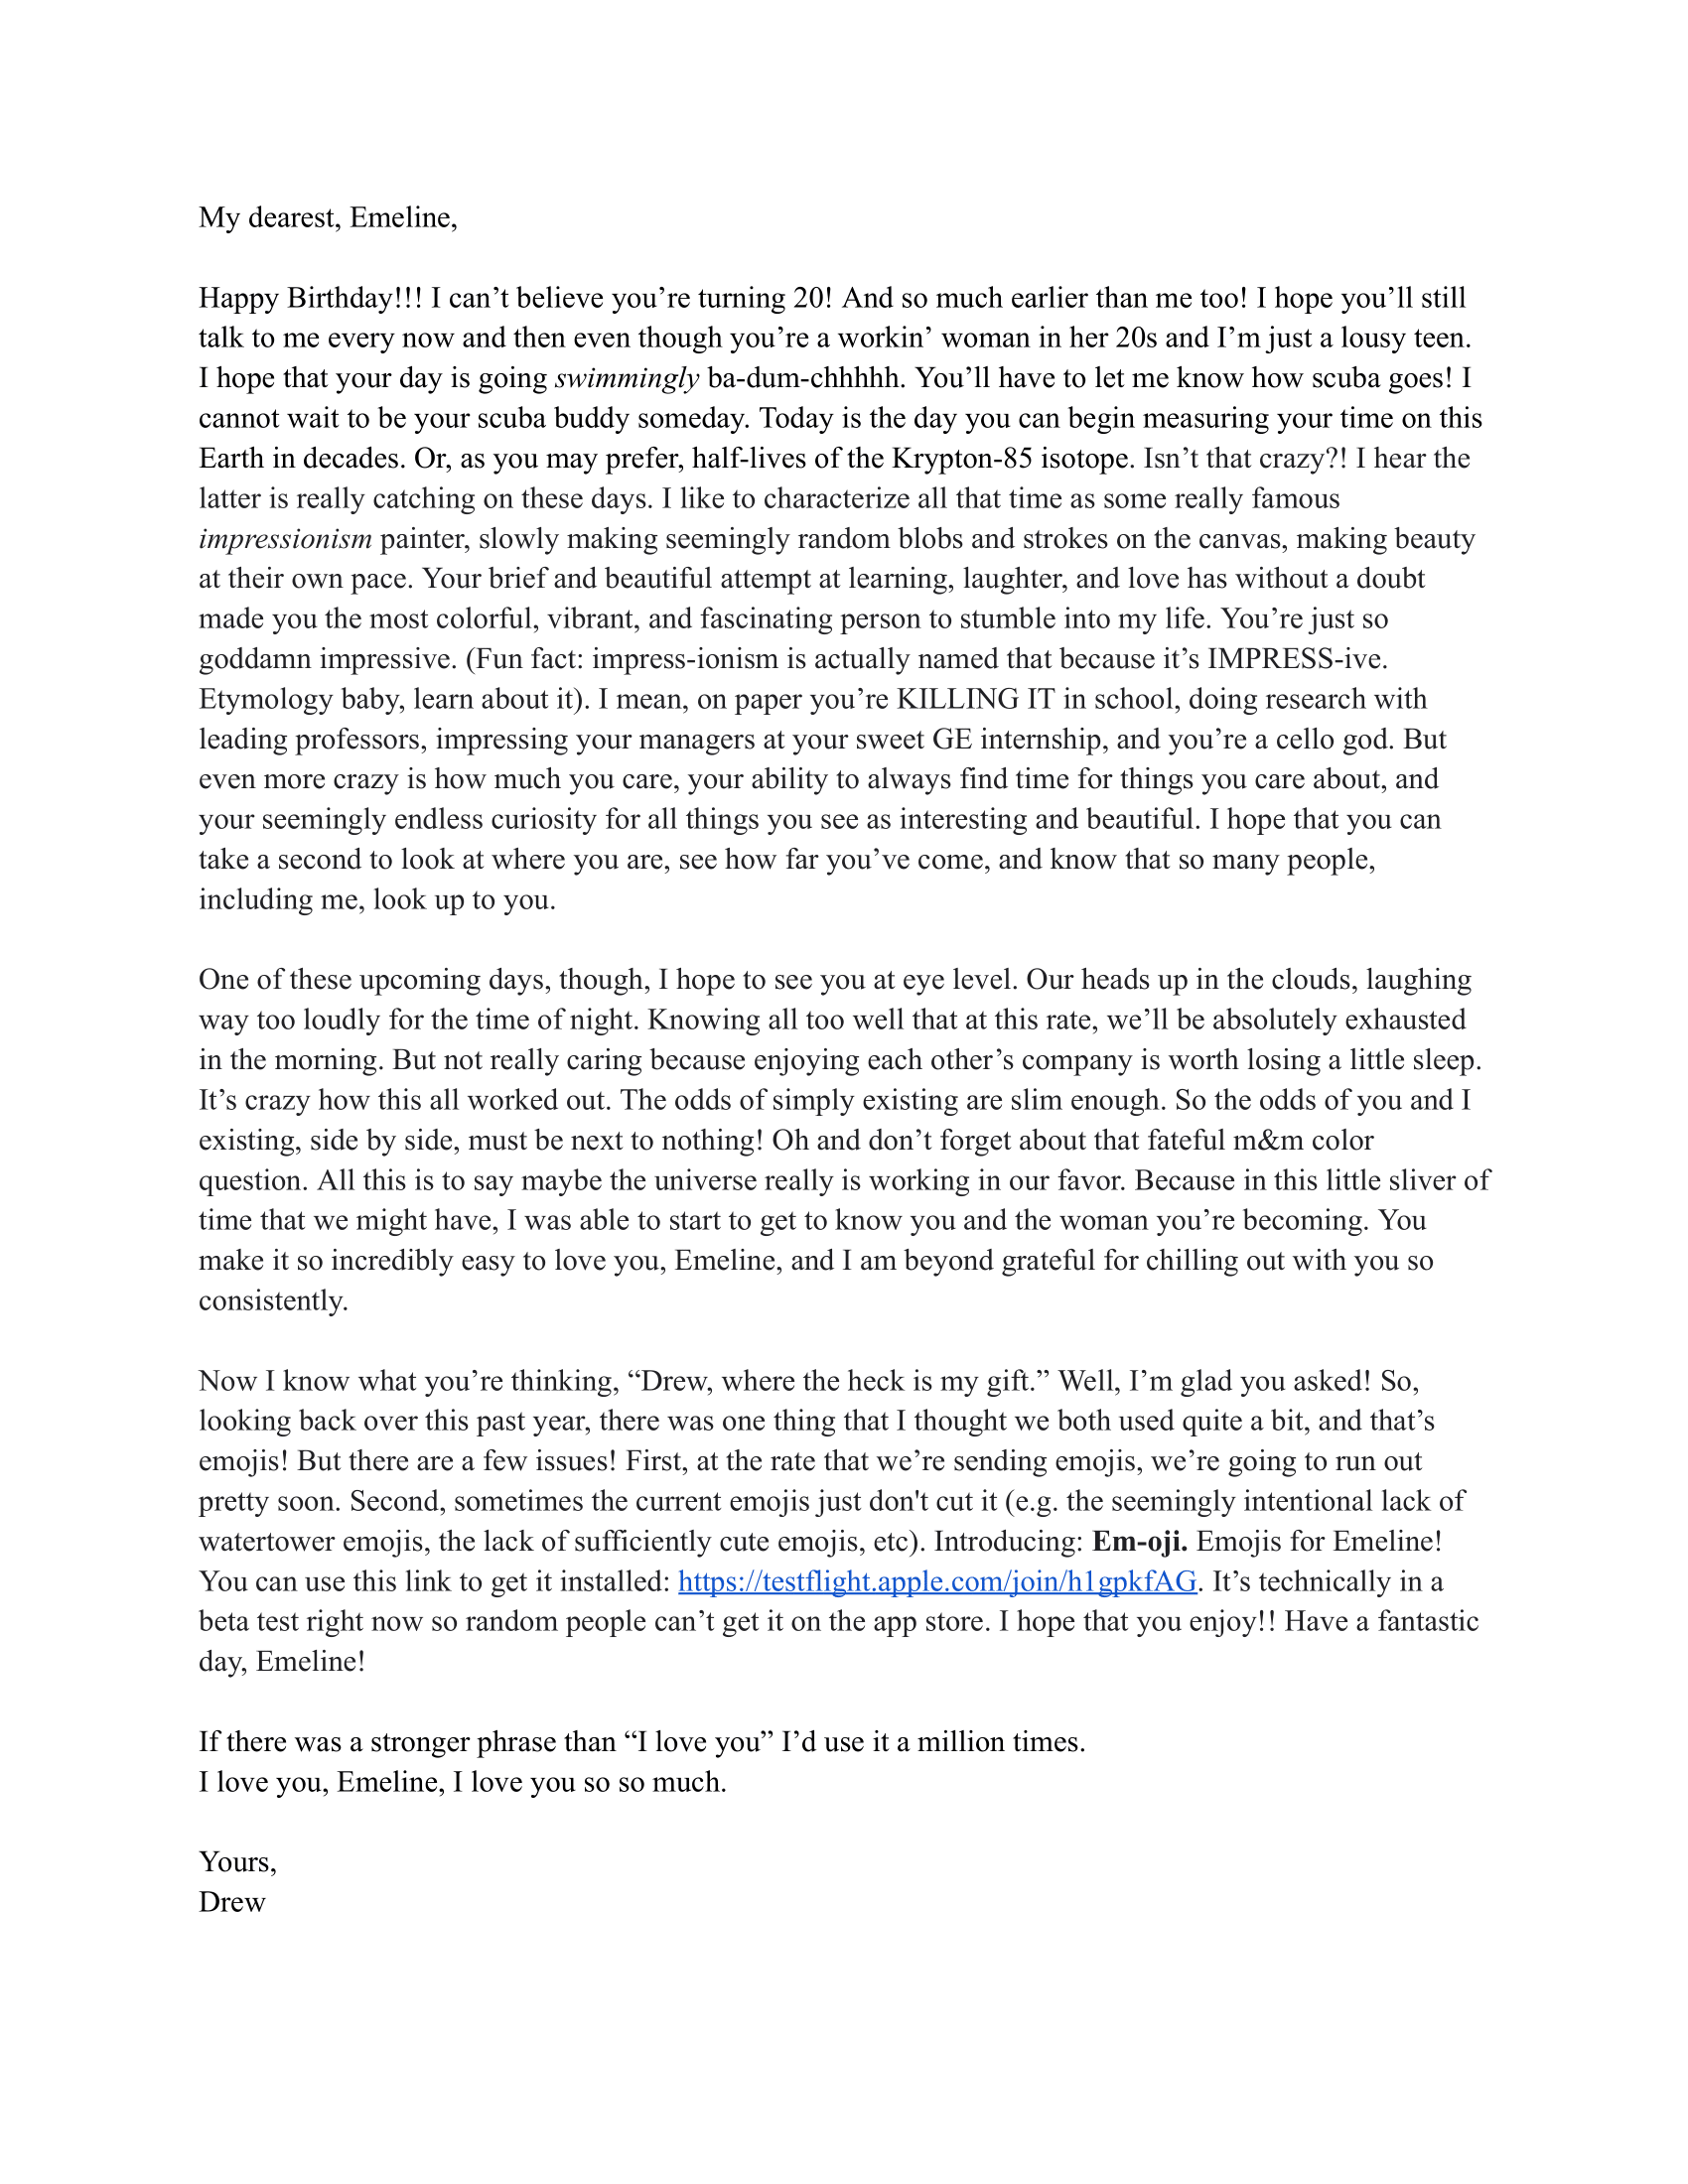 My dearest, Emeline,
Happy Birthday!!! I can’t believe you’re turning 20! And so much earlier than me too! I hope you’ll still
talk to me every now and then even though you’re a workin’ woman in her 20s and I’m just a lousy teen.
I hope that your day is going swimmingly ba-dum-chhhhh. You’ll have to let me know how scuba goes! I
cannot wait to be your scuba buddy someday. Today is the day you can begin measuring your time on this
Earth in decades. Or, as you may prefer, half-lives of the Krypton-85 isotope. Isn’t that crazy?! I hear the
latter is really catching on these days. I like to characterize all that time as some really famous
impressionism painter, slowly making seemingly random blobs and strokes on the canvas, making beauty
at their own pace. Your brief and beautiful attempt at learning, laughter, and love has without a doubt
made you the most colorful, vibrant, and fascinating person to stumble into my life. You’re just so
goddamn impressive. (Fun fact: impress-ionism is actually named that because it’s IMPRESS-ive.
Etymology baby, learn about it). I mean, on paper you’re KILLING IT in school, doing research with
leading professors, impressing your managers at your sweet GE internship, and you’re a cello god. But
even more crazy is how much you care, your ability to always find time for things you care about, and
your seemingly endless curiosity for all things you see as interesting and beautiful. I hope that you can
take a second to look at where you are, see how far you’ve come, and know that so many people,
including me, look up to you.
One of these upcoming days, though, I hope to see you at eye level. Our heads up in the clouds, laughing
way too loudly for the time of night. Knowing all too well that at this rate, we’ll be absolutely exhausted
in the morning. But not really caring because enjoying each other’s company is worth losing a little sleep.
It’s crazy how this all worked out. The odds of simply existing are slim enough. So the odds of you and I
existing, side by side, must be next to nothing! Oh and don’t forget about that fateful m&m color
question. All this is to say maybe the universe really is working in our favor. Because in this little sliver of
time that we might have, I was able to start to get to know you and the woman you’re becoming. You
make it so incredibly easy to love you, Emeline, and I am beyond grateful for chilling out with you so
consistently.
Now I know what you’re thinking, “Drew, where the heck is my gift.” Well, I’m glad you asked! So,
looking back over this past year, there was one thing that I thought we both used quite a bit, and that’s
emojis! But there are a few issues! First, at the rate that we’re sending emojis, we’re going to run out
pretty soon. Second, sometimes the current emojis just don't cut it (e.g. the seemingly intentional lack of
watertower emojis, the lack of sufficiently cute emojis, etc). Introducing: Em-oji. Emojis for Emeline!
You can use this link to get it installed: https://testflight.apple.com/join/h1gpkfAG. It’s technically in a
beta test right now so random people can’t get it on the app store. I hope that you enjoy!! Have a fantastic
day, Emeline!
If there was a stronger phrase than “I love you” I’d use it a million times.
I love you, Emeline, I love you so so much.
Yours,
Drew